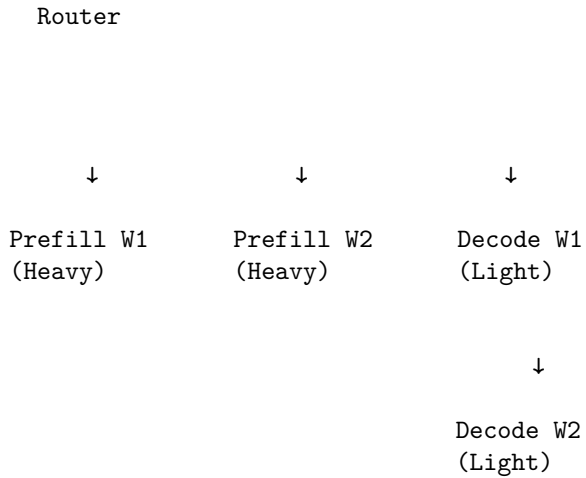 Router
↓ ↓ ↓
Prefill W1 Prefill W2 Decode W1
(Heavy) (Heavy) (Light)
↓
Decode W2
(Light)